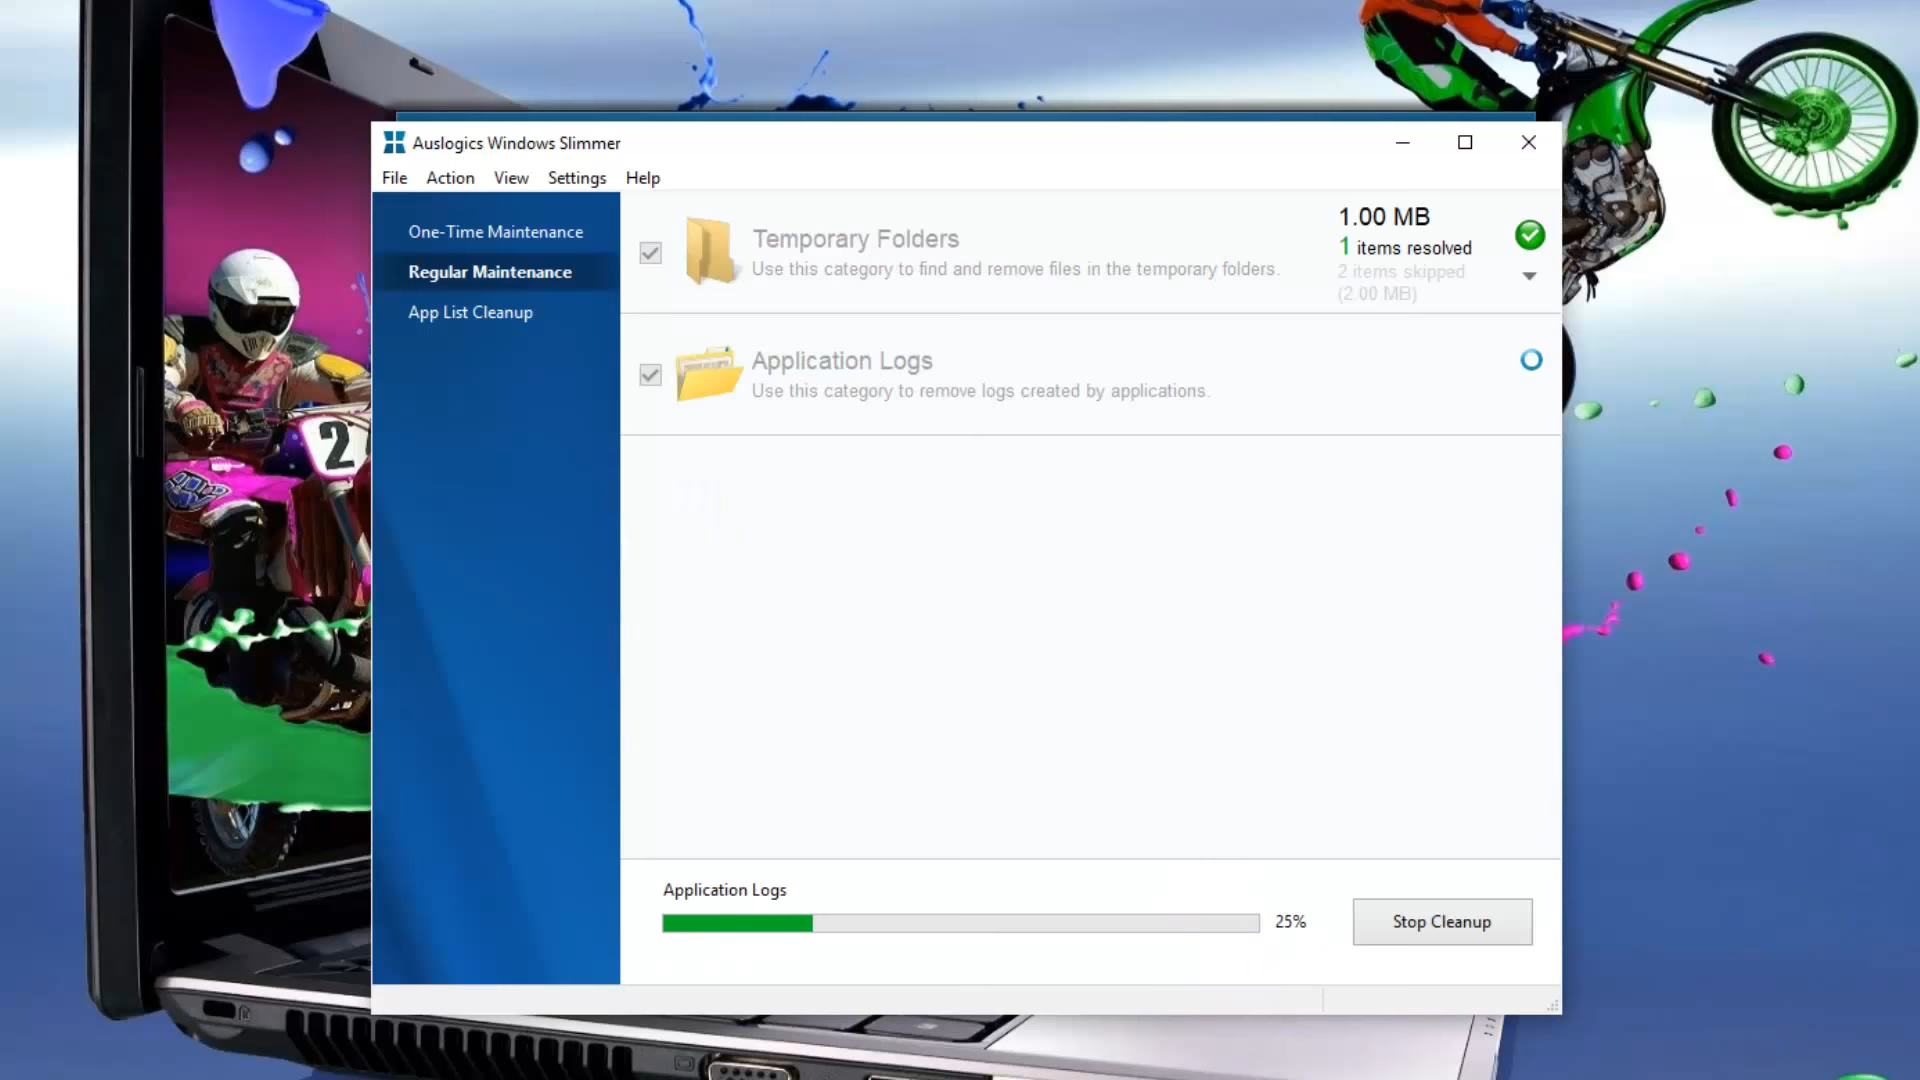 Auslogics Windows Slimmer
File Action View Settings Help
One-Time Maintenance
Regular Maintenance
App List Cleanup
Temporary Folders
Use this category to find and remove files in the temporary folders.
1.00 MB
1 items resolved
2 items skipped
(2.00 MB)
Application Logs
Use this category to remove logs created by applications.
Application Logs
25%
Stop Cleanup
2